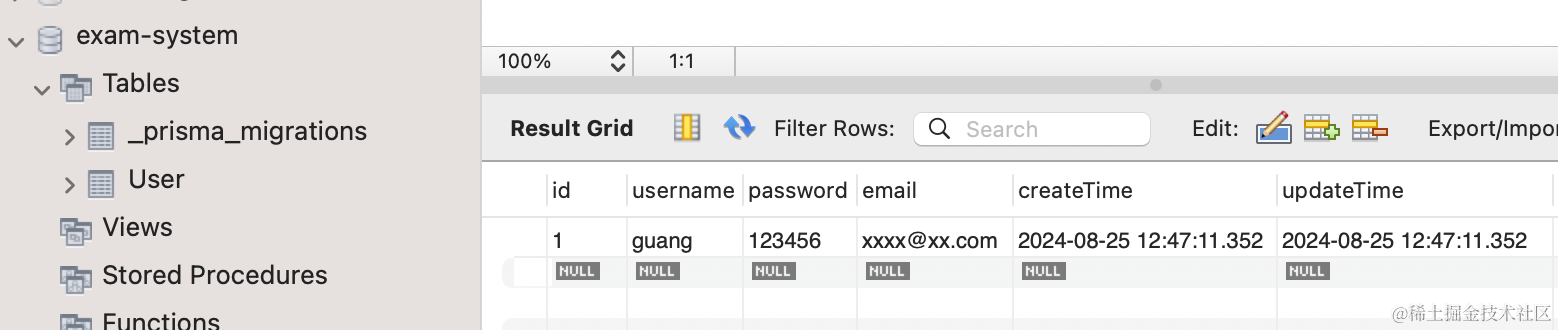 exam-system
Tables
_prisma_migrations
User
Views
Stored Procedures
Functions
100% 1:1
Result Grid Filter Rows: Search Edit: Export/Impor
id username password email createTime updateTime
1 guang 123456 xxxx@xx.com 2024-08-25 12:47:11.352 2024-08-25 12:47:11.352
NULL NULL NULL NULL NULL NULL
@稀土掘金技术社区